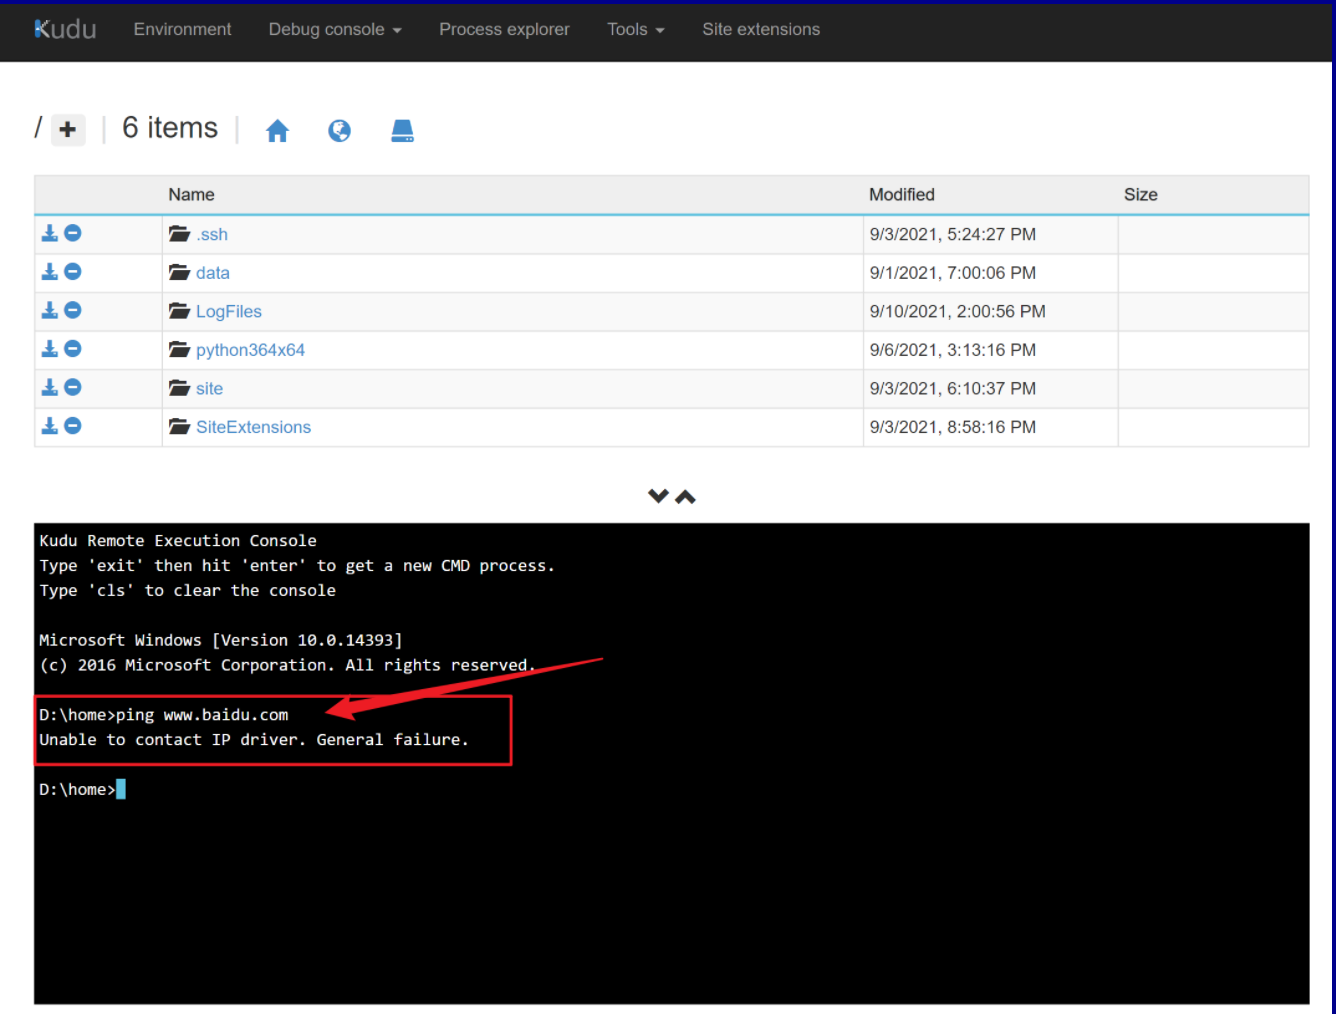 Kudu Environment Debug console Process explorer Tools Site extensions
/ + | 6 items |
Name Modified Size
.ssh 9/3/2021, 5:24:27 PM
data 9/1/2021, 7:00:06 PM
LogFiles 9/10/2021, 2:00:56 PM
python364x64 9/6/2021, 3:13:16 PM
site 9/3/2021, 6:10:37 PM
SiteExtensions 9/3/2021, 8:58:16 PM
Kudu Remote Execution Console
Type 'exit' then hit 'enter' to get a new CMD process.
Type 'cls' to clear the console
Microsoft Windows [Version 10.0.14393]
(c) 2016 Microsoft Corporation. All rights reserved.
D:\home>ping www.baidu.com
Unable to contact IP driver. General failure.
D:\home>